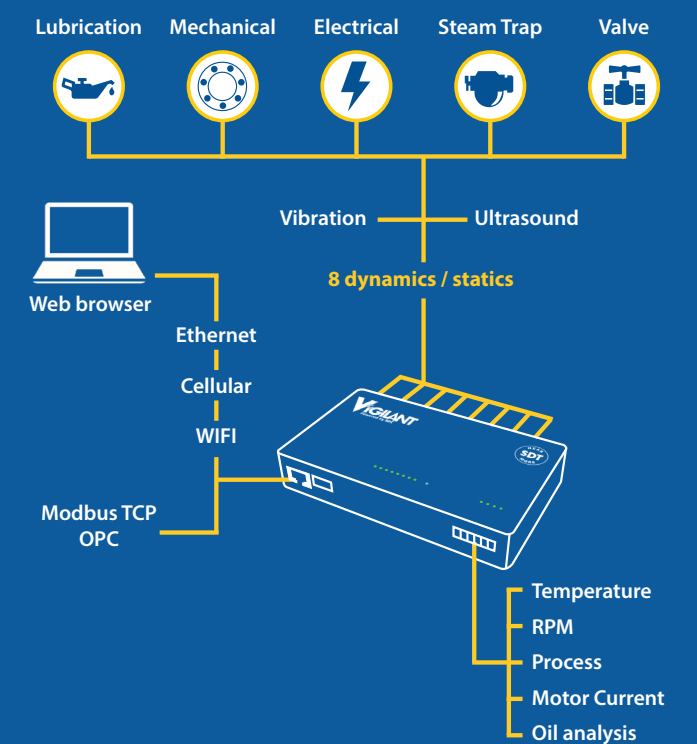 Lubrication
Mechanical
Electrical
Steam Trap
Valve
Vibration
Ultrasound
8 dynamics / statics
Web browser
Ethernet
Cellular
WIFI
Modbus TCP
OPC
VIGILANT
SDT
Temperature
RPM
Process
Motor Current
Oil analysis